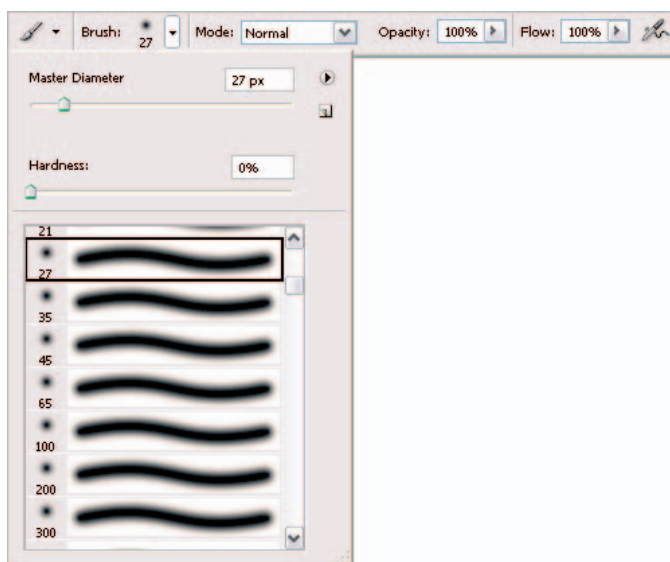 Brush: 27 Mode: Normal Opacity: 100% Flow: 100%
Master Diameter 27 px
Hardness: 0%
21
27
35
45
65
100
200
300